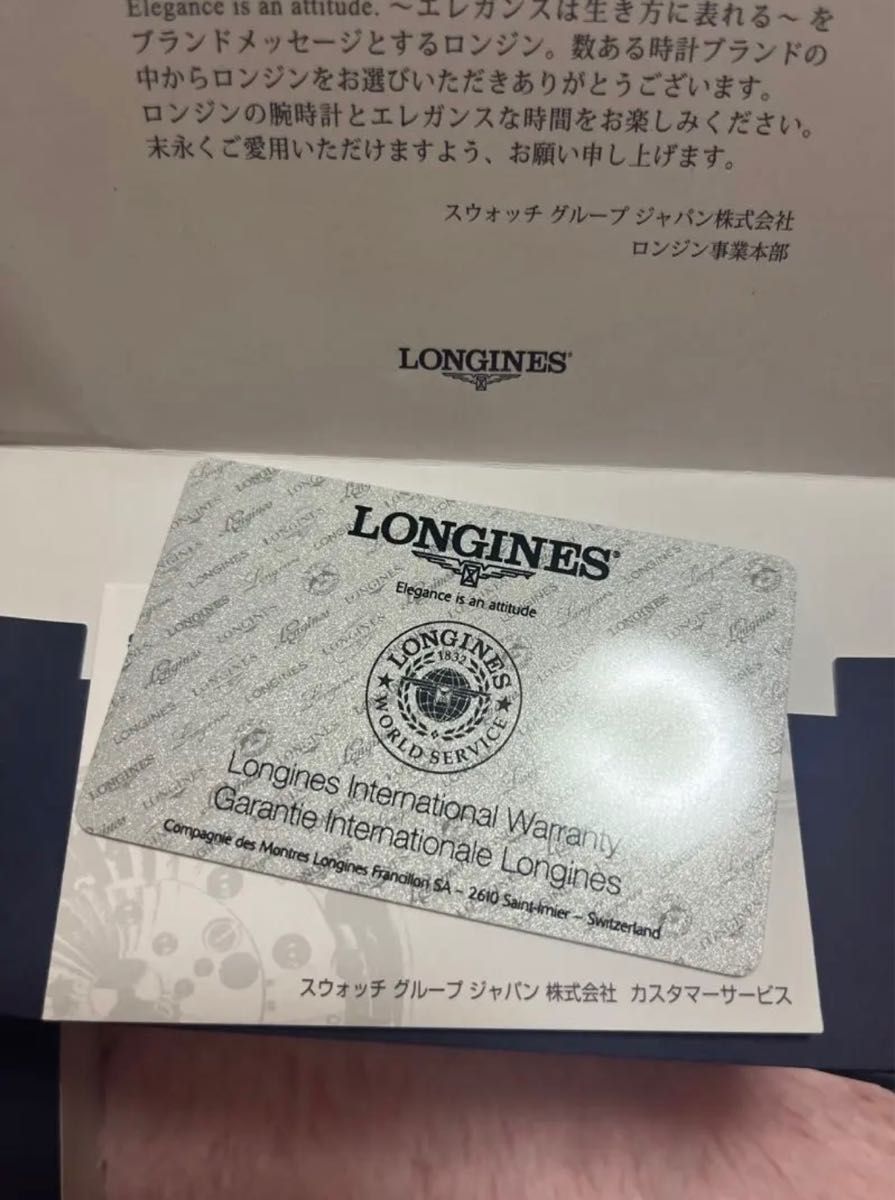 Elegance is an attitude. ～エレガンスは生き方に表れる～ を
ブランドメッセージとするロンジン。数ある時計ブランドの
中からロンジンをお選びいただきありがとうございます。
ロンジンの腕時計とエレガンスな時間をお楽しみください。
末永くご愛用いただけますよう、お願い申し上げます。
スウォッチ グループ ジャパン株式会社
ロンジン事業本部
LONGINES®
LONGINES®
Elegance is an attitude
LONGINES
1832
WORLD SERVICE
Longines International Warranty
Garantie Internationale Longines
Compagnie des Montres Longines Francillon SA – 2610 Saint-Imier – Switzerland
スウォッチ グループ ジャパン 株式会社 カスタマーサービス